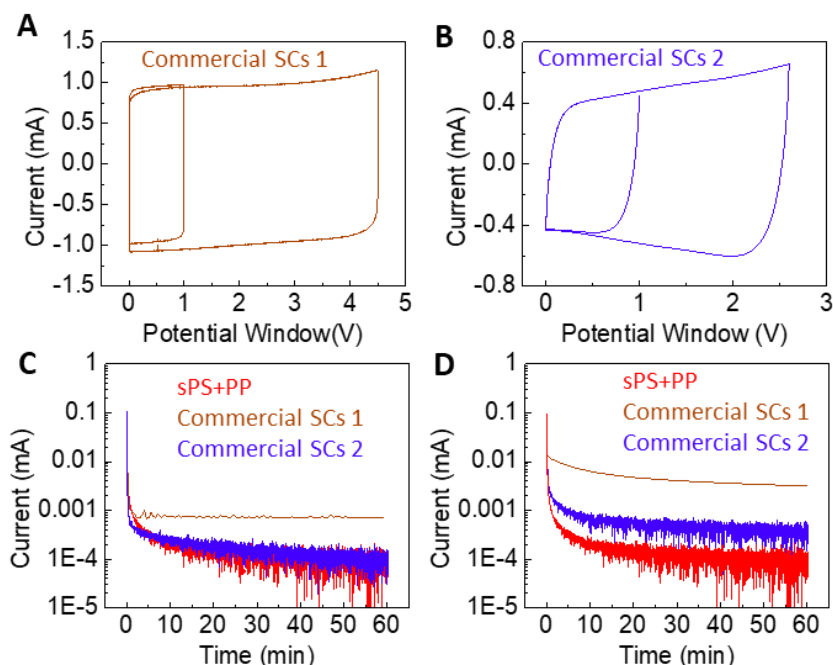 A
Commercial SCs 1
Current (mA)
1.5
1.0
0.5
0.0
-0.5
-1.0
-1.5
0
1
2
3
4
5
Potential Window(V)
B
Commercial SCs 2
Current (mA)
0.8
0.4
0.0
-0.4
-0.8
0
1
2
3
Potential Window (V)
C
sPS+PP
Commercial SCs 1
Commercial SCs 2
Current (mA)
1
0.1
0.01
0.001
1E-4
1E-5
0
10
20
30
40
50
60
Time (min)
D
sPS+PP
Commercial SCs 1
Commercial SCs 2
Current (mA)
1
0.1
0.01
0.001
1E-4
1E-5
0
10
20
30
40
50
60
Time (min)